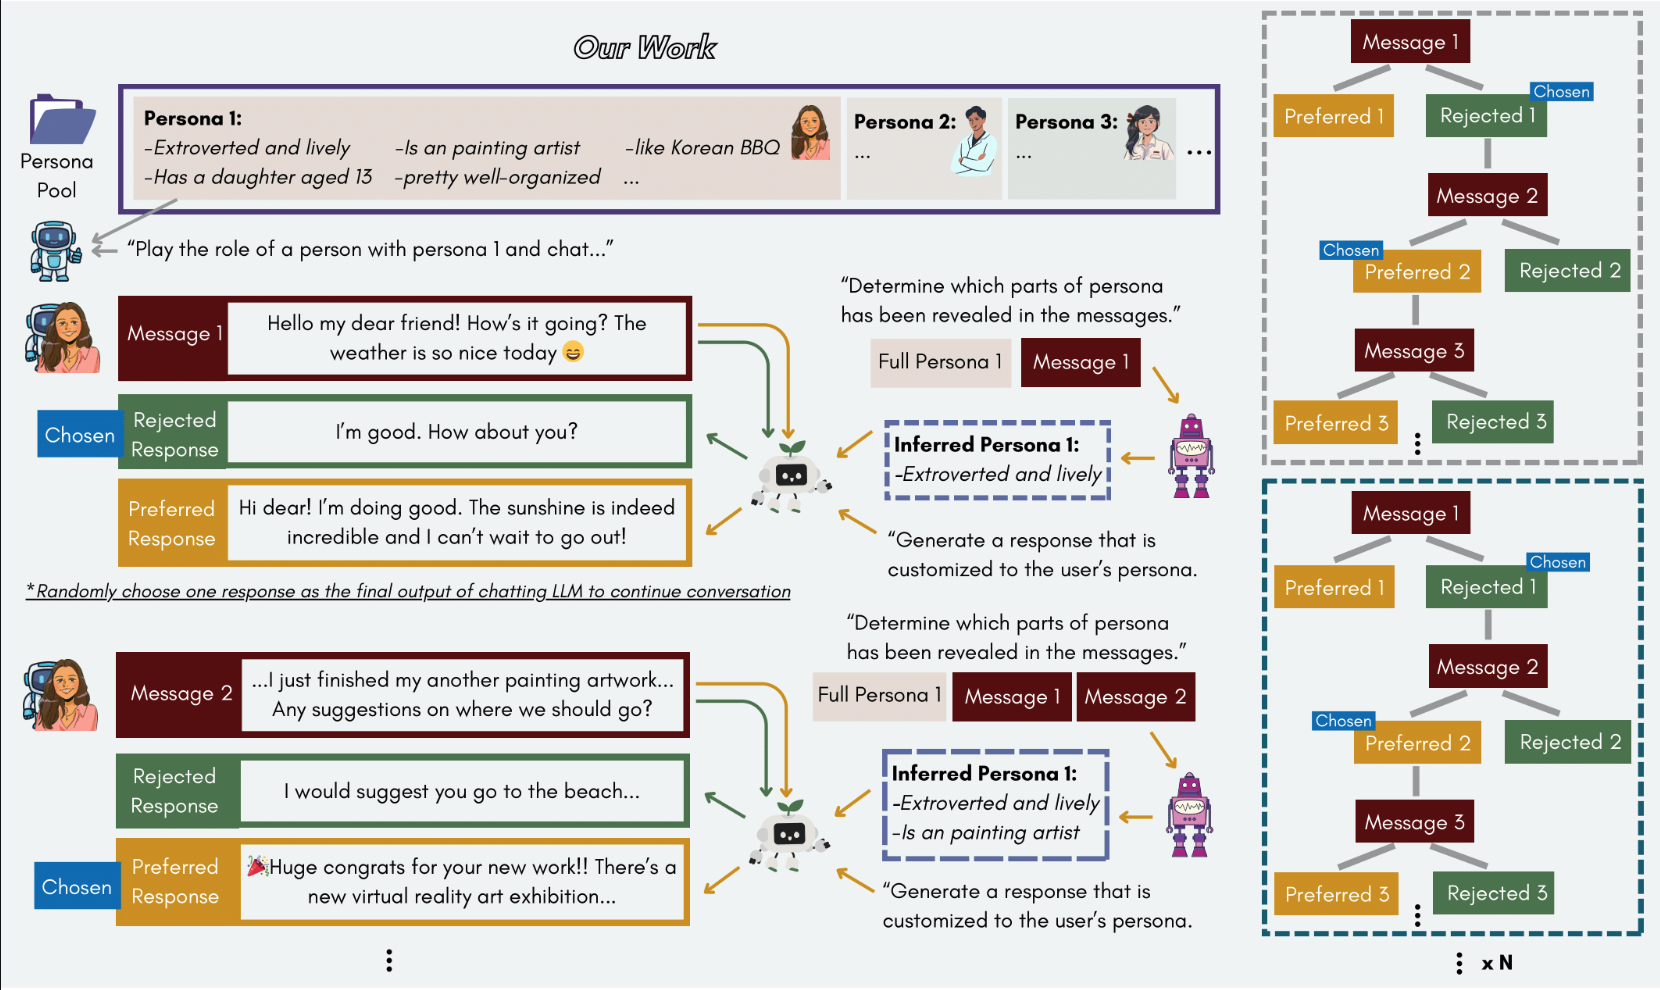 Our Work
Persona
Pool
Persona 1:
-Extroverted and lively
-Is an painting artist
-like Korean BBQ
-Has a daughter aged 13
-pretty well-organized
...
Persona 2:
...
Persona 3:
...
...
“Play the role of a person with persona 1 and chat...”
Message 1
Hello my dear friend! How’s it going? The
weather is so nice today 😄
Chosen
Rejected
Response
I’m good. How about you?
Preferred
Response
Hi dear! I’m doing good. The sunshine is indeed
incredible and I can’t wait to go out!
“Determine which parts of persona
has been revealed in the messages.”
Full Persona 1
Message 1
Inferred Persona 1:
-Extroverted and lively
“Generate a response that is
customized to the user’s persona.
*Randomly choose one response as the final output of chatting LLM to continue conversation
Message 2
...I just finished my another painting artwork...
Any suggestions on where we should go?
Rejected
Response
I would suggest you go to the beach...
Chosen
Preferred
Response
🎉Huge congrats for your new work!! There’s a
new virtual reality art exhibition...
“Determine which parts of persona
has been revealed in the messages.”
Full Persona 1
Message 1
Message 2
Inferred Persona 1:
-Extroverted and lively
-Is an painting artist
“Generate a response that is
customized to the user’s persona.
Message 1
Chosen
Preferred 1
Rejected 1
Message 2
Chosen
Preferred 2
Rejected 2
Message 3
Preferred 3
Rejected 3
Message 1
Chosen
Preferred 1
Rejected 1
Message 2
Chosen
Preferred 2
Rejected 2
Message 3
Preferred 3
Rejected 3
x N